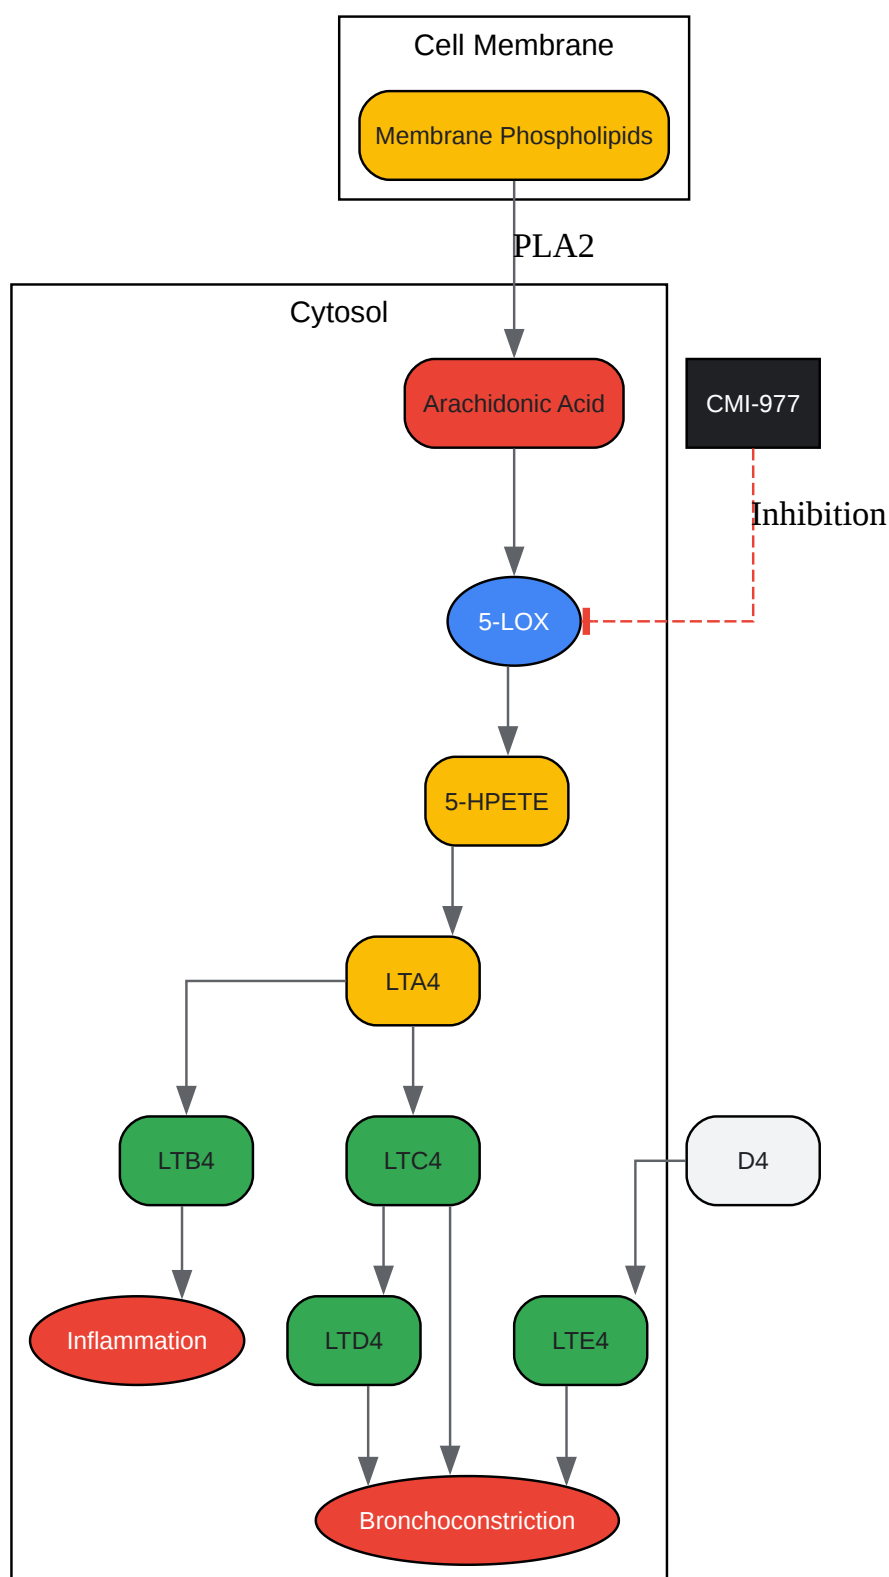 Cell Membrane
Membrane Phospholipids
PLA2
Cytosol
Arachidonic Acid
CMI-977
Inhibition
5-LOX
5-HPETE
LTA4
LTB4
LTC4
D4
Inflammation
LTD4
LTE4
Bronchoconstriction